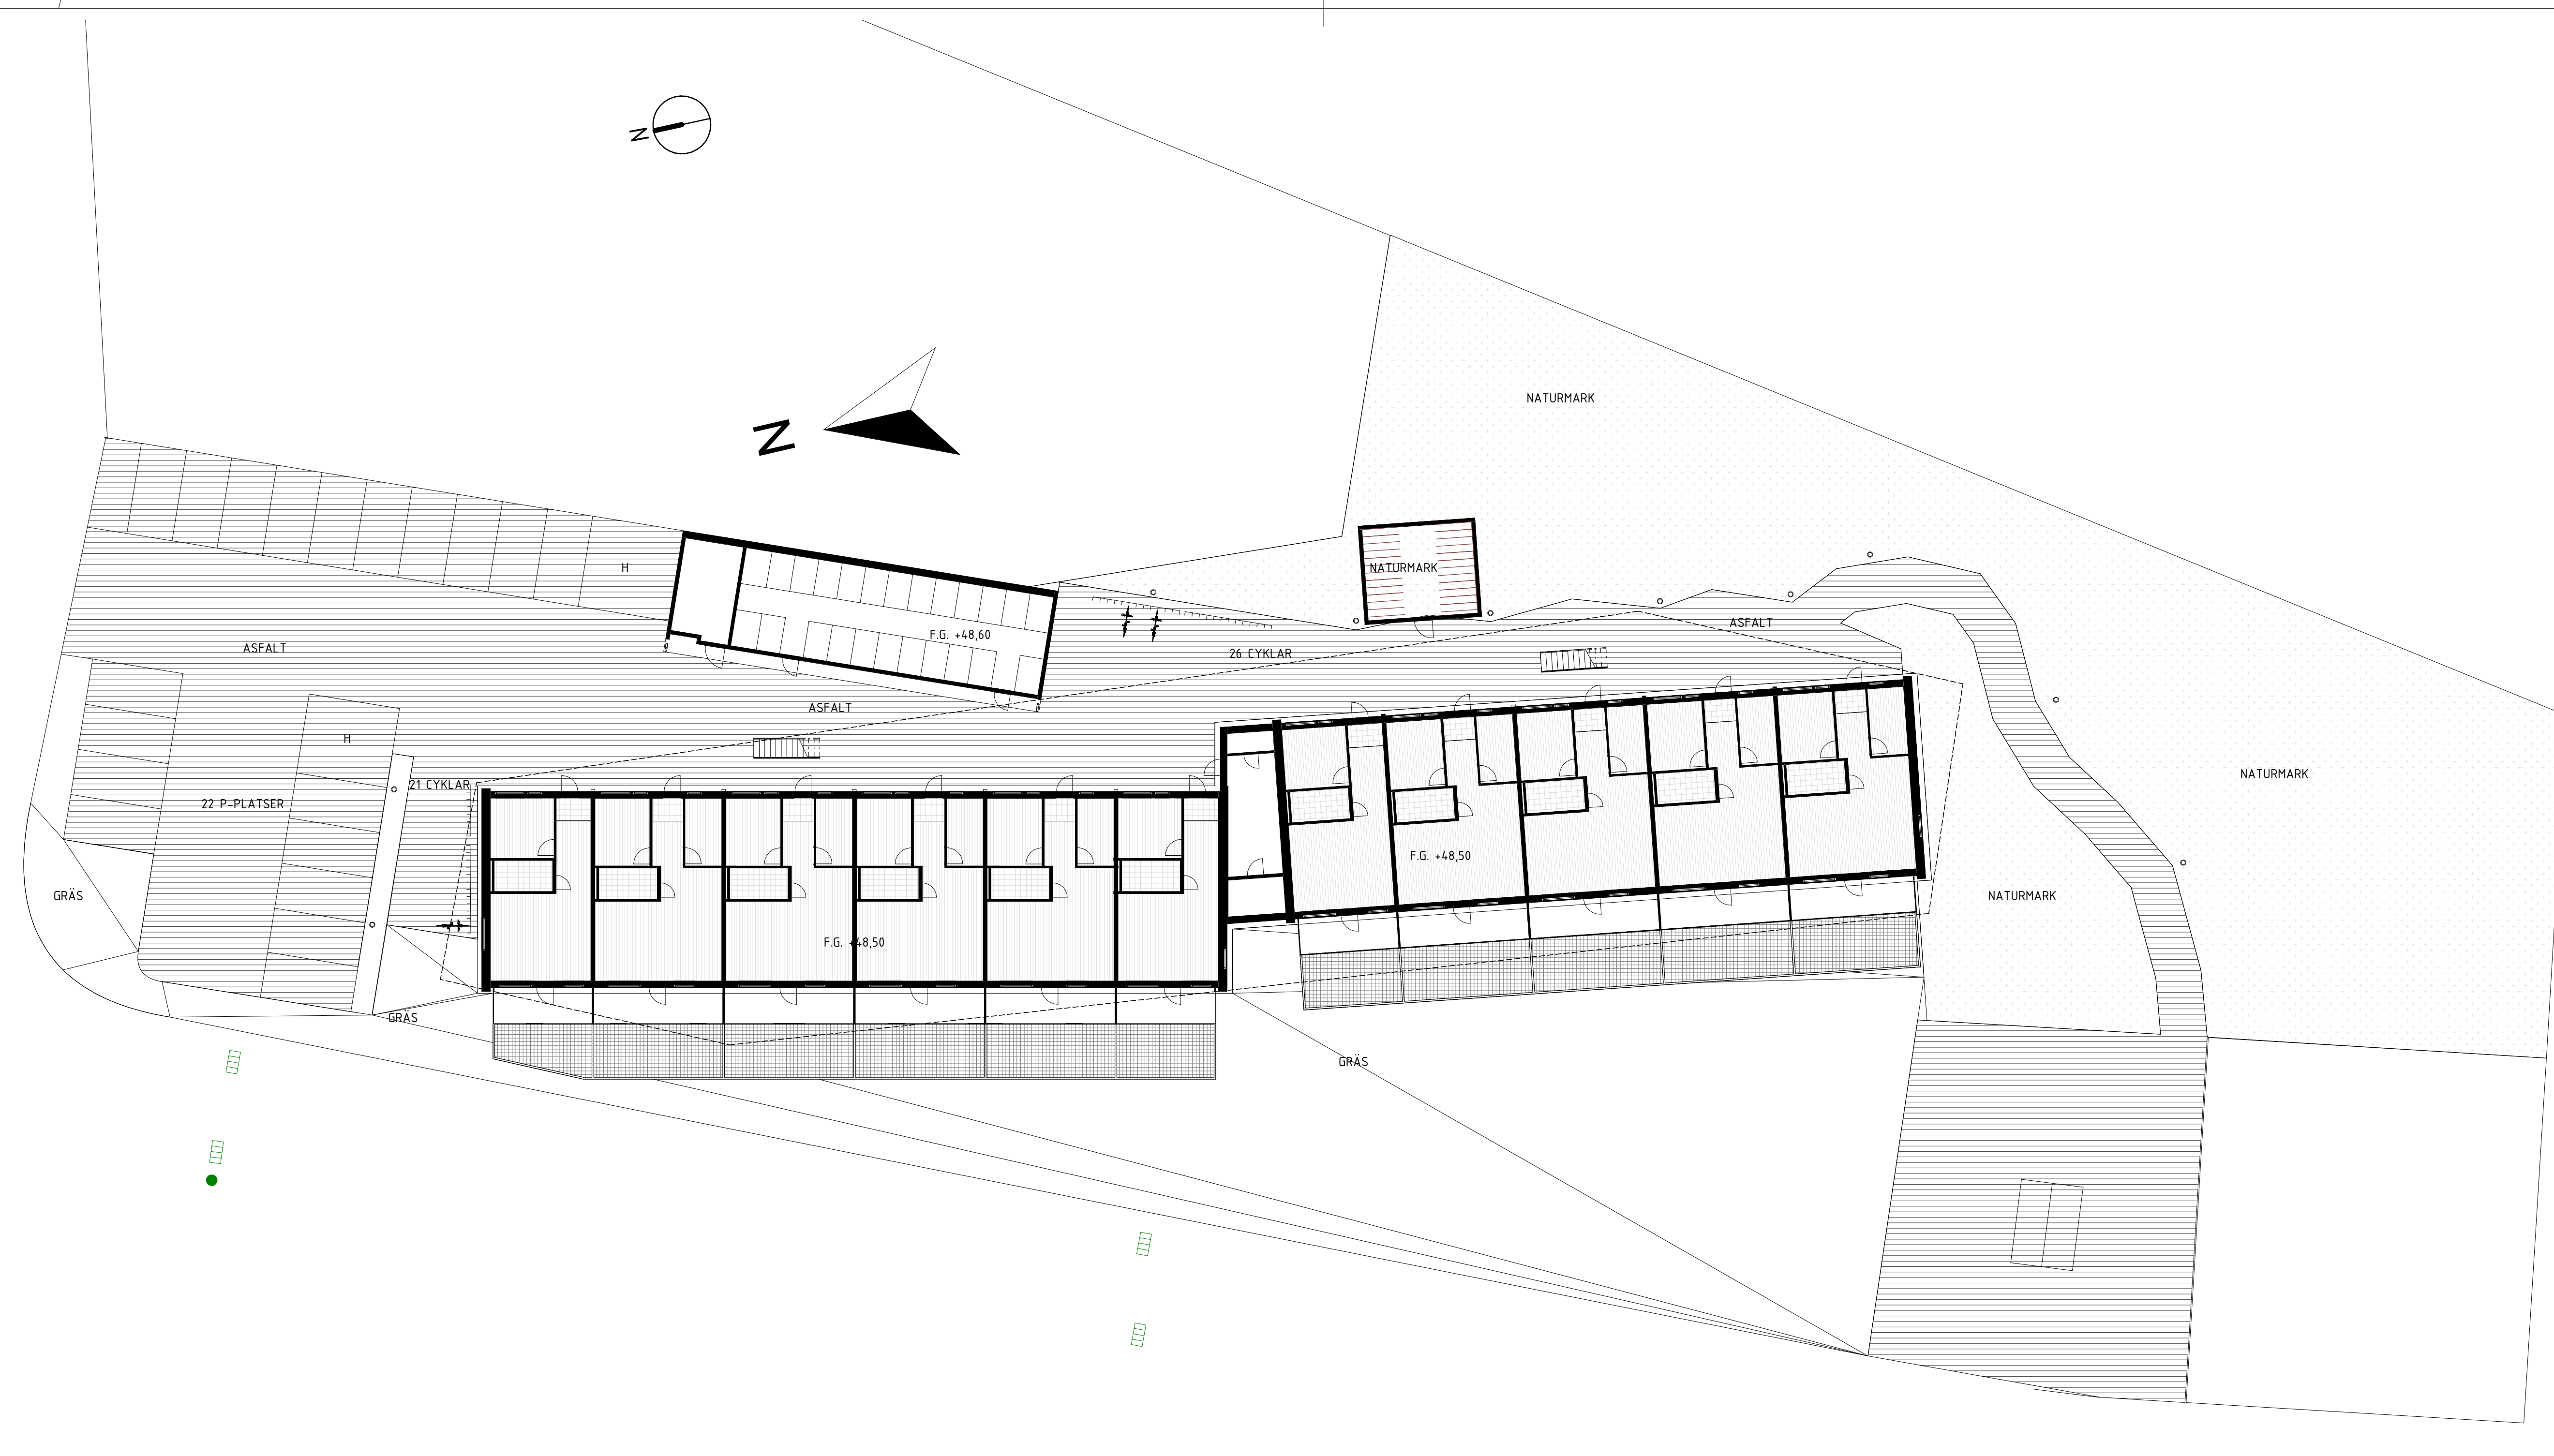 N
NATURMARK
N
H
NATURMARK
ASFALT
F.G. +48,60
26 CYKLAR
ASFALT
ASFALT
H
NATURMARK
21 CYKLAR
22 P-PLATSER
F.G. +48,50
GRÄS
NATURMARK
F.G. +48,50
GRÄS
GRÄS